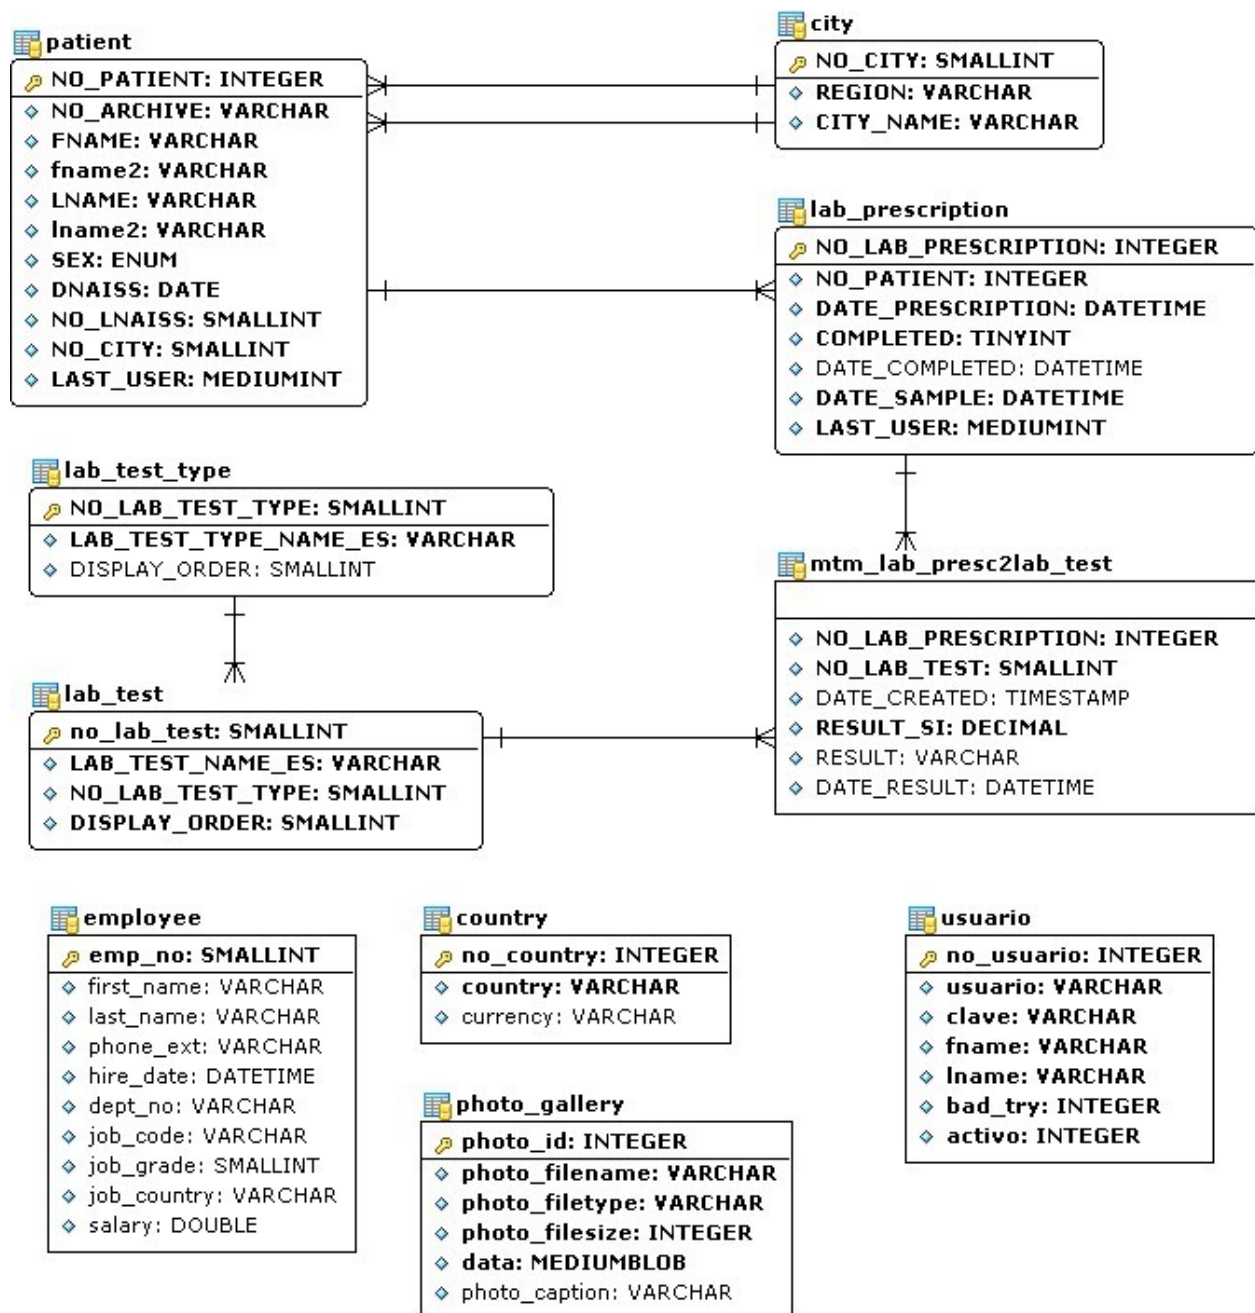 patient
NO_PATIENT: INTEGER
NO_ARCHIVE: VARCHAR
FNAME: VARCHAR
fname2: VARCHAR
LNAME: VARCHAR
lname2: VARCHAR
SEX: ENUM
DNAISS: DATE
NO_LNAISS: SMALLINT
NO_CITY: SMALLINT
LAST_USER: MEDIUMINT
city
NO_CITY: SMALLINT
REGION: VARCHAR
CITY_NAME: VARCHAR
lab_prescription
NO_LAB_PRESCRIPTION: INTEGER
NO_PATIENT: INTEGER
DATE_PRESCRIPTION: DATETIME
COMPLETED: TINYINT
DATE_COMPLETED: DATETIME
DATE_SAMPLE: DATETIME
LAST_USER: MEDIUMINT
lab_test_type
NO_LAB_TEST_TYPE: SMALLINT
LAB_TEST_TYPE_NAME_ES: VARCHAR
DISPLAY_ORDER: SMALLINT
mtm_lab_presc2lab_test
NO_LAB_PRESCRIPTION: INTEGER
NO_LAB_TEST: SMALLINT
DATE_CREATED: TIMESTAMP
RESULT_SI: DECIMAL
RESULT: VARCHAR
DATE_RESULT: DATETIME
lab_test
no_lab_test: SMALLINT
LAB_TEST_NAME_ES: VARCHAR
NO_LAB_TEST_TYPE: SMALLINT
DISPLAY_ORDER: SMALLINT
employee
emp_no: SMALLINT
first_name: VARCHAR
last_name: VARCHAR
phone_ext: VARCHAR
hire_date: DATETIME
dept_no: VARCHAR
job_code: VARCHAR
job_grade: SMALLINT
job_country: VARCHAR
salary: DOUBLE
country
no_country: INTEGER
country: VARCHAR
currency: VARCHAR
photo_gallery
photo_id: INTEGER
photo_filename: VARCHAR
photo_filetype: VARCHAR
photo_filesize: INTEGER
data: MEDIUMBLOB
photo_caption: VARCHAR
usuario
no_usuario: INTEGER
usuario: VARCHAR
clave: VARCHAR
fname: VARCHAR
lname: VARCHAR
bad_try: INTEGER
activo: INTEGER